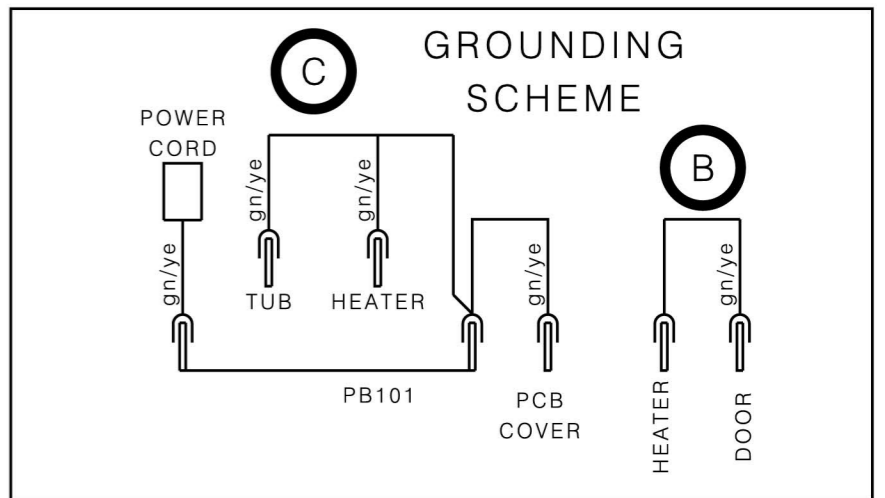 GROUNDING
SCHEME
C
POWER
CORD
B
gn/ye
gn/ye
gn/ye
gn/ye
gn/ye
TUB
HEATER
PB101
PCB
COVER
HEATER
DOOR